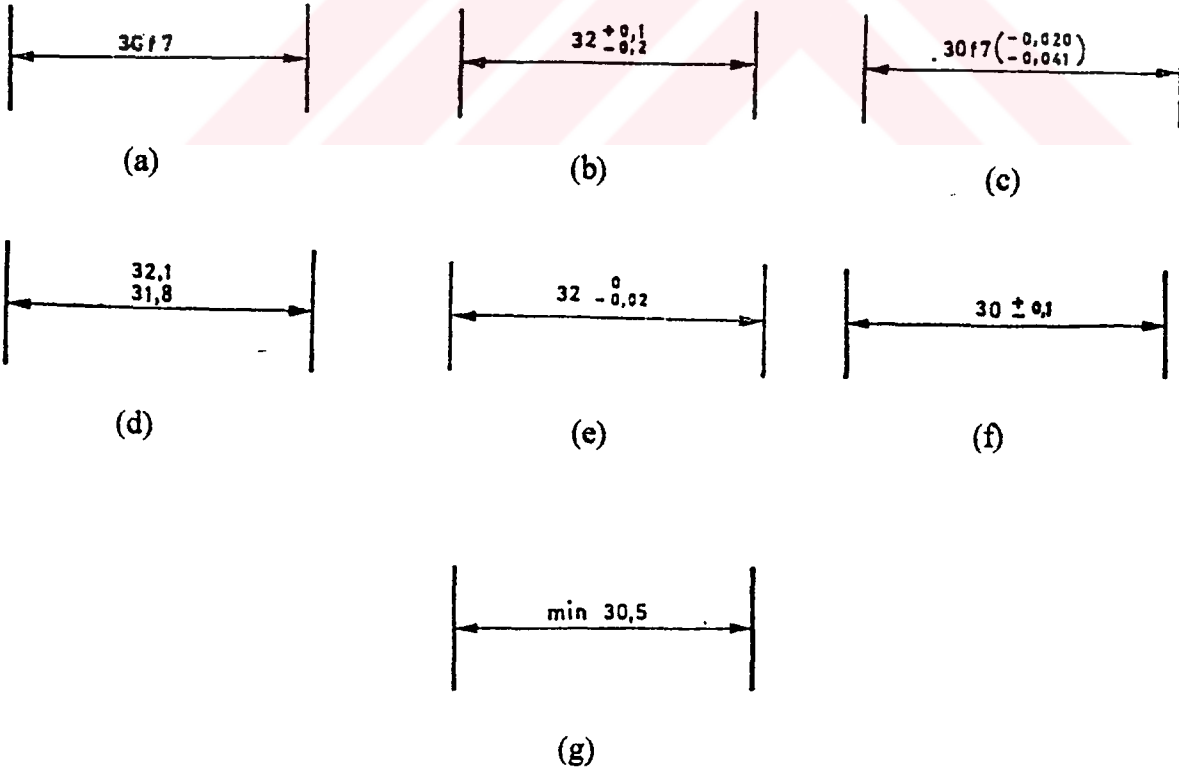 30f7
32 +0,1
-0,2
30f7(-0,020
-0,041)
(a)
(b)
(c)
32,1
31,8
32 0
-0,02
30 ± 0,1
(d)
(e)
(f)
min 30,5
(g)